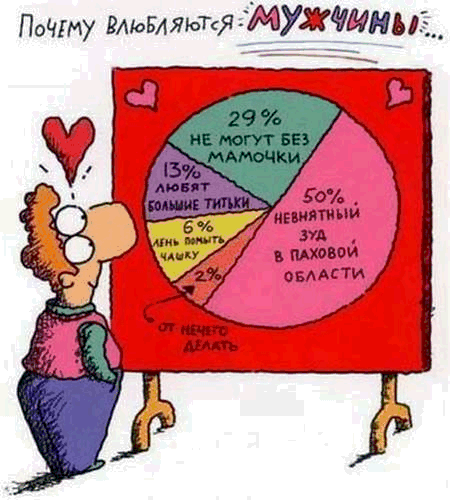 Почему влюбляются мужчины...
29%
не могут без
мамочки
13%
любят
большие титьки
50%
невнятный
зуд
в паховой
области
6%
лень помыть
чашку
2%
от нечего
делать